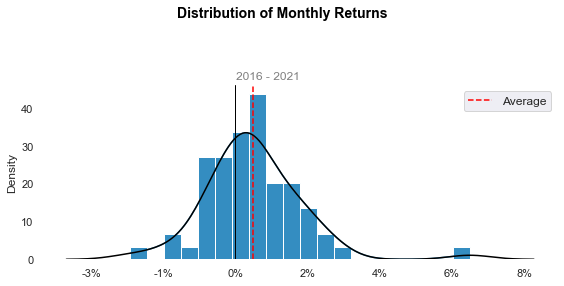 Distribution of Monthly Returns
2016 - 2021
Average
Density
40
30
20
10
0
-3% -1% 0% 2% 4% 6% 8%